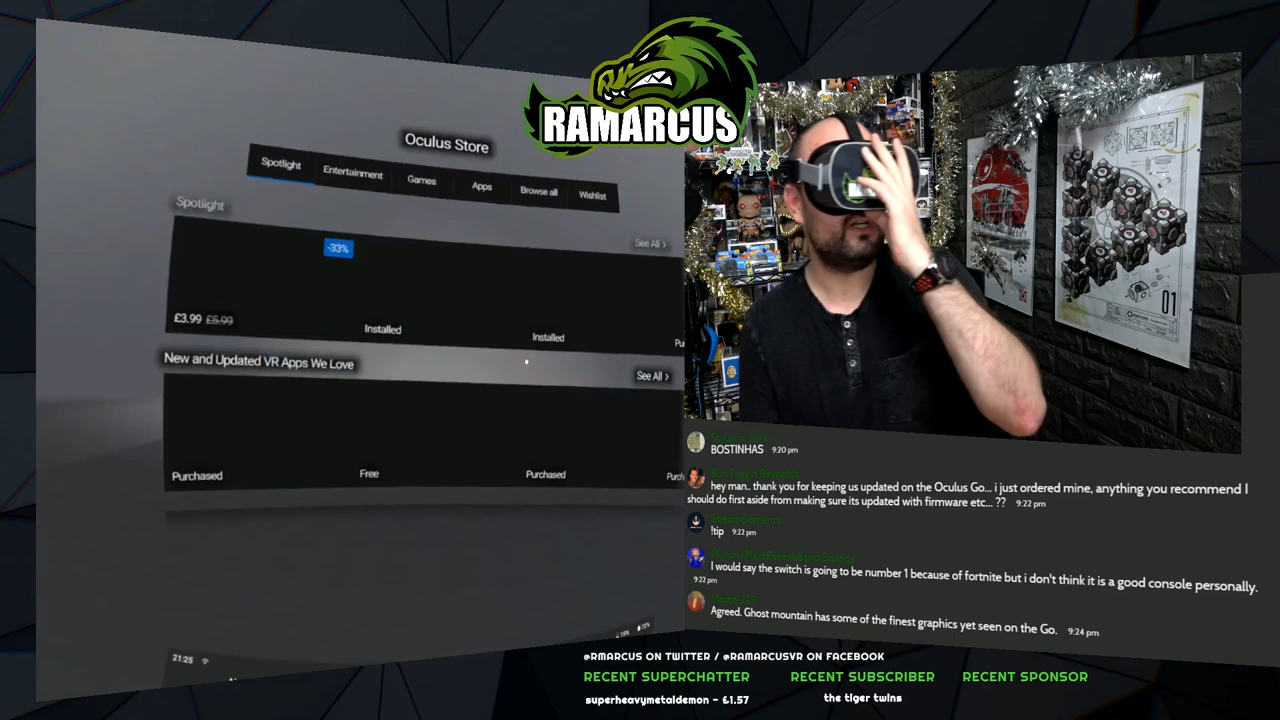 RAMARCUS
Oculus Store
Spotlight Entertainment Games Apps Browse all Wishlist
Spotlight
See All >
-33%
£3.99 £5.99 Installed Installed
New and Updated VR Apps We Love
See All >
Purchased Free Purchased
21:25
01
BOSTINHAS 9:20 pm
hey man.. thank you for keeping us updated on the Oculus Go... i just ordered mine, anything you recommend I
should do first aside from making sure its updated with firmware etc... ?? 9:22 pm
StreamElements
!tip 9:22 pm
I would say the switch is going to be number 1 because of fortnite but i don't think it is a good console personally.
9:22 pm
Agreed. Ghost mountain has some of the finest graphics yet seen on the Go. 9:24 pm
@RMARCUS ON TWITTER / @RAMARCUSVR ON FACEBOOK
RECENT SUPERCHATTER RECENT SUBSCRIBER RECENT SPONSOR
superheavymetaldemon - £1.57 the tiger twins